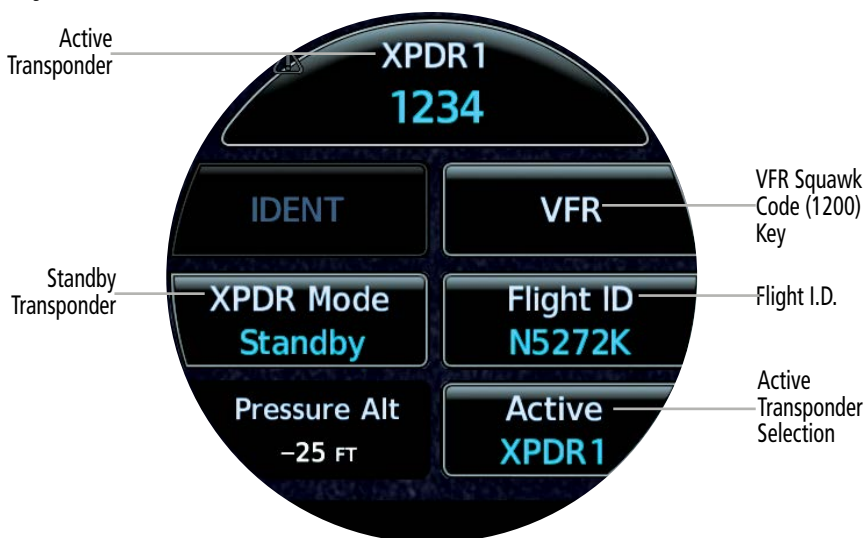 Active
Transponder
XPDR1
1234
IDENT
VFR
VFR Squawk
Code (1200)
Key
Standby
Transponder
XPDR Mode
Standby
Flight ID
N5272K
Flight I.D.
Pressure Alt
−25 FT
Active
XPDR1
Active
Transponder
Selection